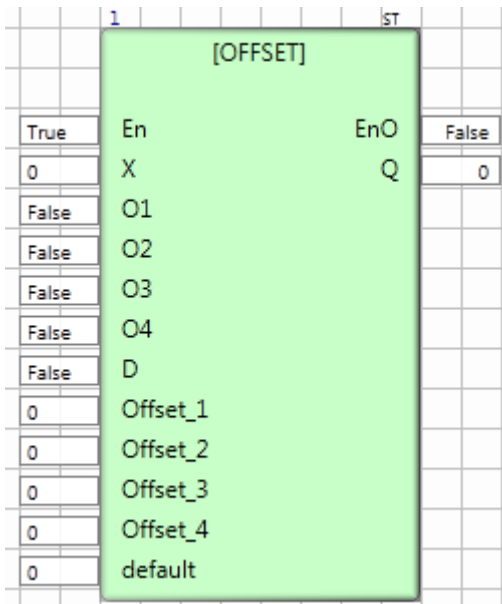 1 ST
[OFFSET]
True En EnO False
0 X Q 0
False O1
False O2
False O3
False O4
False D
0 Offset_1
0 Offset_2
0 Offset_3
0 Offset_4
0 default